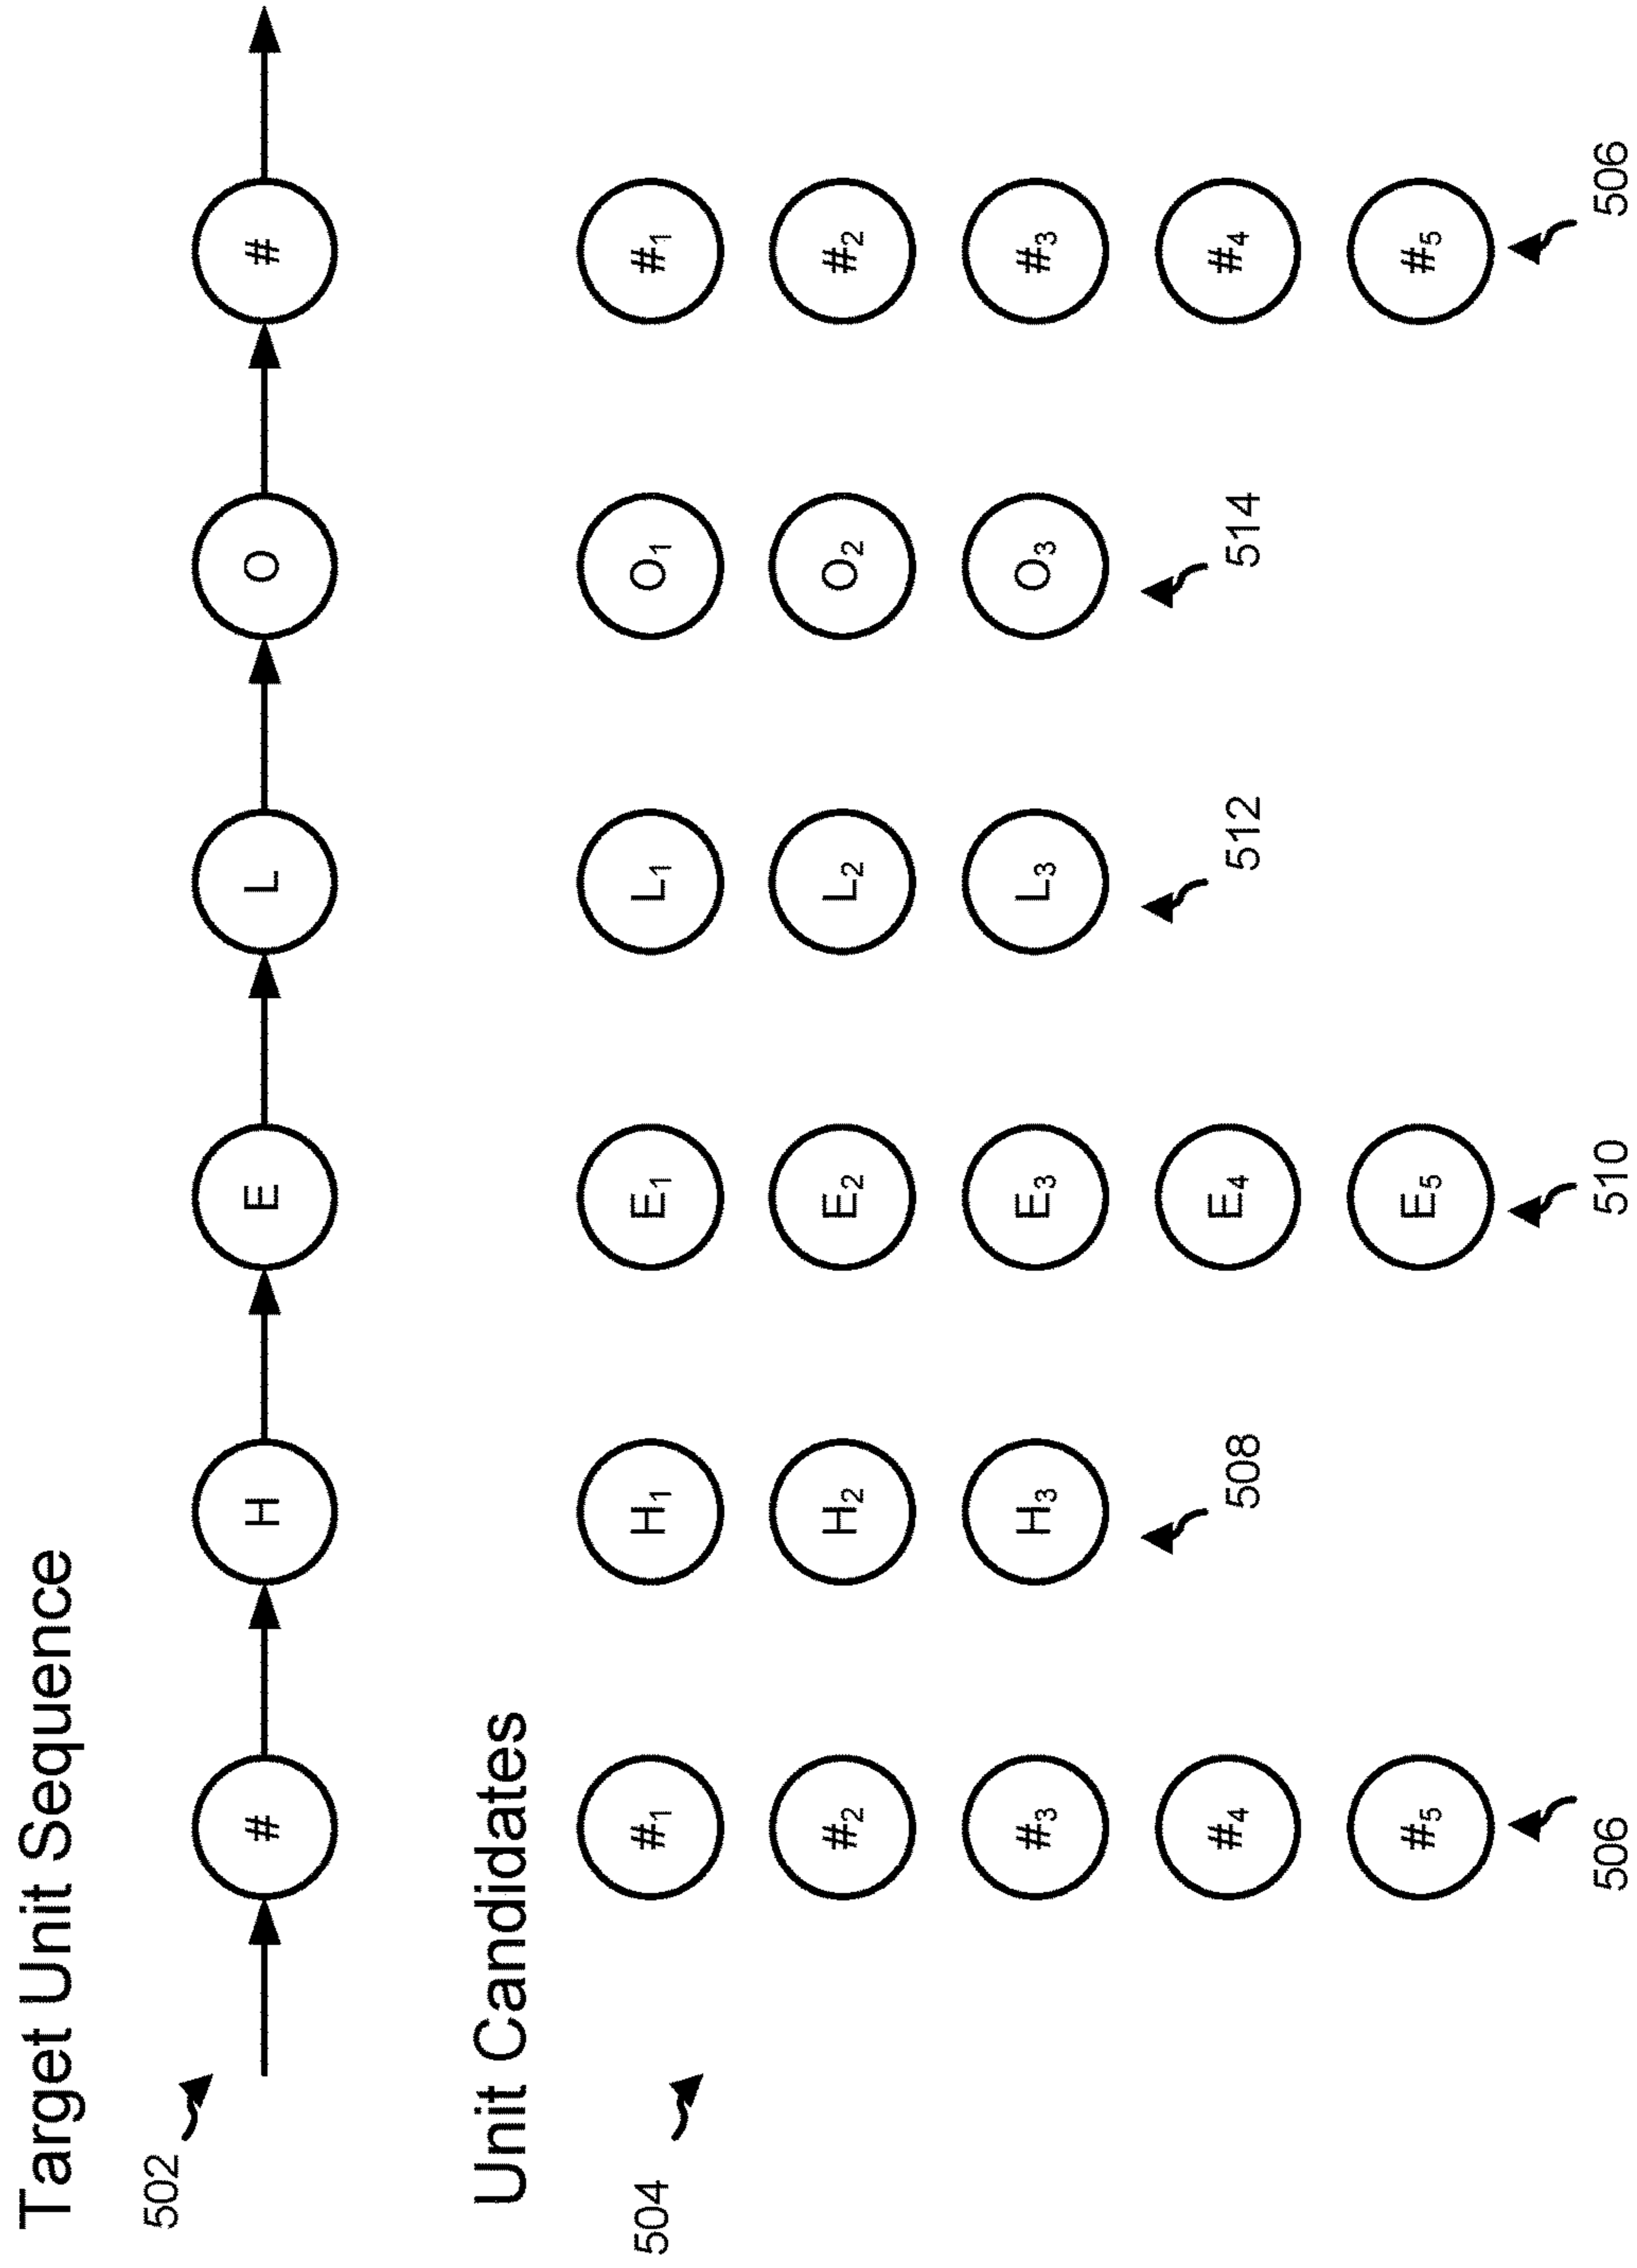 Target Unit Sequence
502
# H E L O #
Unit Candidates
504
#₁ H₁ E₁ L₁ O₁ #₁
#₂ H₂ E₂ L₂ O₂ #₂
#₃ H₃ E₃ L₃ O₃ #₃
508 512 514
#₄ E₄ #₄
#₅ E₅ #₅
506 510 506